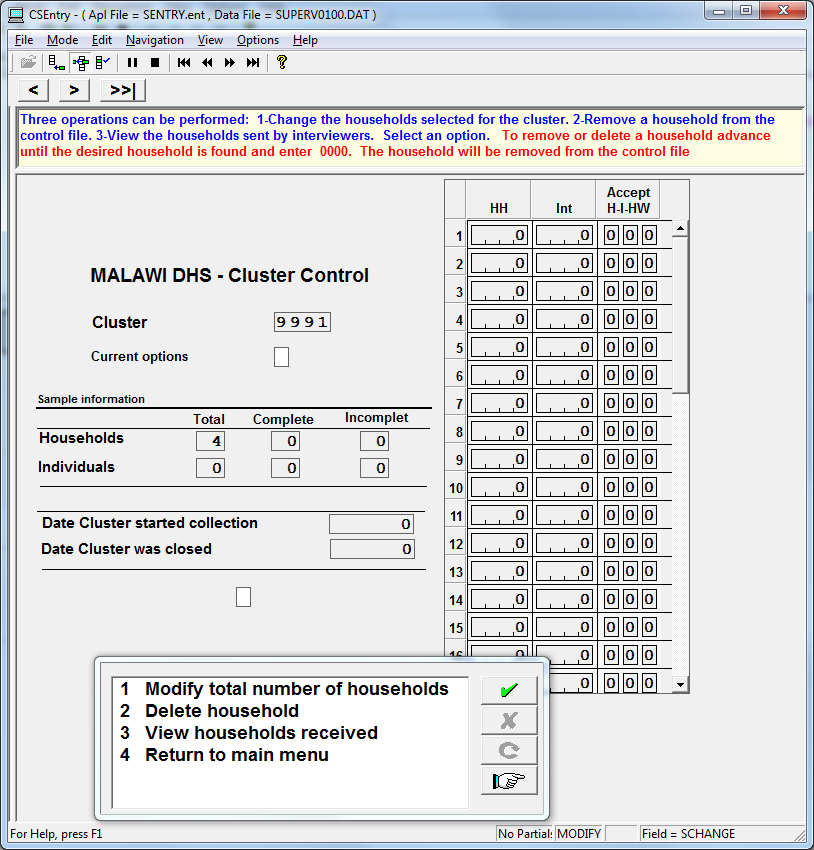 CSEntry - ( Apl File = SENTRY.ent , Data File = SUPERV0100.DAT )
File Mode Edit Navigation View Options Help
< > >>|
Three operations can be performed: 1-Change the households selected for the cluster. 2-Remove a household from the
control file. 3-View the households sent by interviewers. Select an option. To remove or delete a household advance
until the desired household is found and enter 0000. The household will be removed from the control file
MALAWI DHS - Cluster Control
Cluster 9991
Current options
Sample information
Total Complete Incomplet
Households 4 0 0
Individuals 0 0 0
Date Cluster started collection 0
Date Cluster was closed 0
HH Int Accept
H-I-HW
1 0 0 0 0 0
2 0 0 0 0 0
3 0 0 0 0 0
4 0 0 0 0 0
5 0 0 0 0 0
6 0 0 0 0 0
7 0 0 0 0 0
8 0 0 0 0 0
9 0 0 0 0 0
10 0 0 0 0 0
11 0 0 0 0 0
12 0 0 0 0 0
13 0 0 0 0 0
14 0 0 0 0 0
15 0 0 0 0 0
16 0 0 0 0 0
0 0 0 0
1 Modify total number of households
2 Delete household
3 View households received
4 Return to main menu
For Help, press F1
No Partial: MODIFY Field = SCHANGE